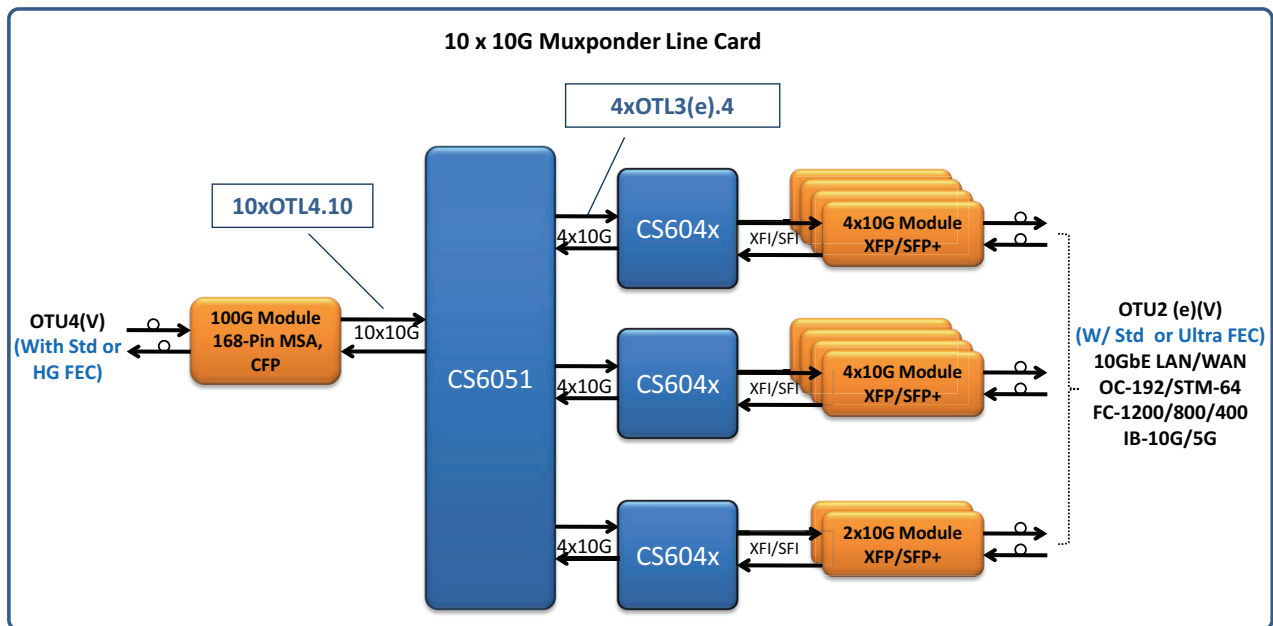 10 x 10G Muxponder Line Card
4xOTL3(e).4
10xOTL4.10
OTU4(V)
(With Std or
HG FEC)
100G Module
168-Pin MSA,
CFP
10x10G
CS6051
4x10G
CS604x
XFI/SFI
4x10G Module
XFP/SFP+
4x10G
CS604x
XFI/SFI
4x10G Module
XFP/SFP+
4x10G
CS604x
XFI/SFI
2x10G Module
XFP/SFP+
OTU2 (e)(V)
(W/ Std or Ultra FEC)
10GbE LAN/WAN
OC-192/STM-64
FC-1200/800/400
IB-10G/5G